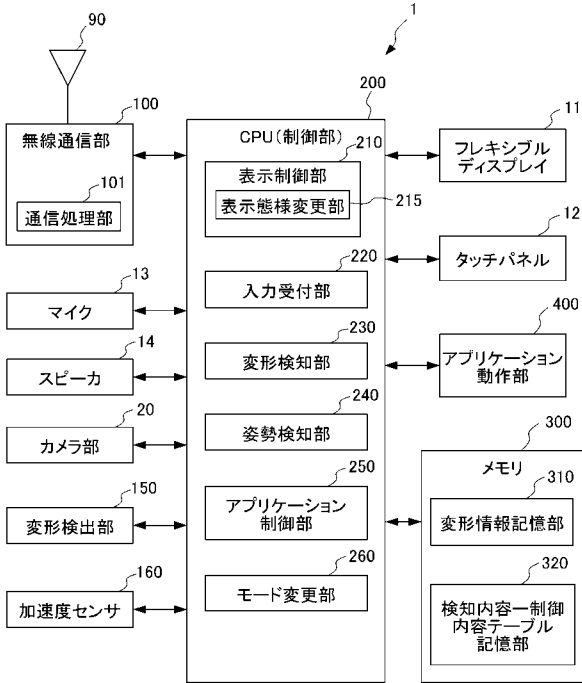 1
90
100
無線通信部
101
通信処理部
13
マイク
14
スピーカ
20
カメラ部
150
変形検出部
160
加速度センサ
200
CPU(制御部)
210
表示制御部
表示態様変更部
215
220
入力受付部
230
変形検知部
240
姿勢検知部
250
アプリケーション
制御部
260
モード変更部
11
フレキシブル
ディスプレイ
12
タッチパネル
400
アプリケーション
動作部
300
メモリ
310
変形情報記憶部
320
検知内容ー制御
内容テーブル
記憶部